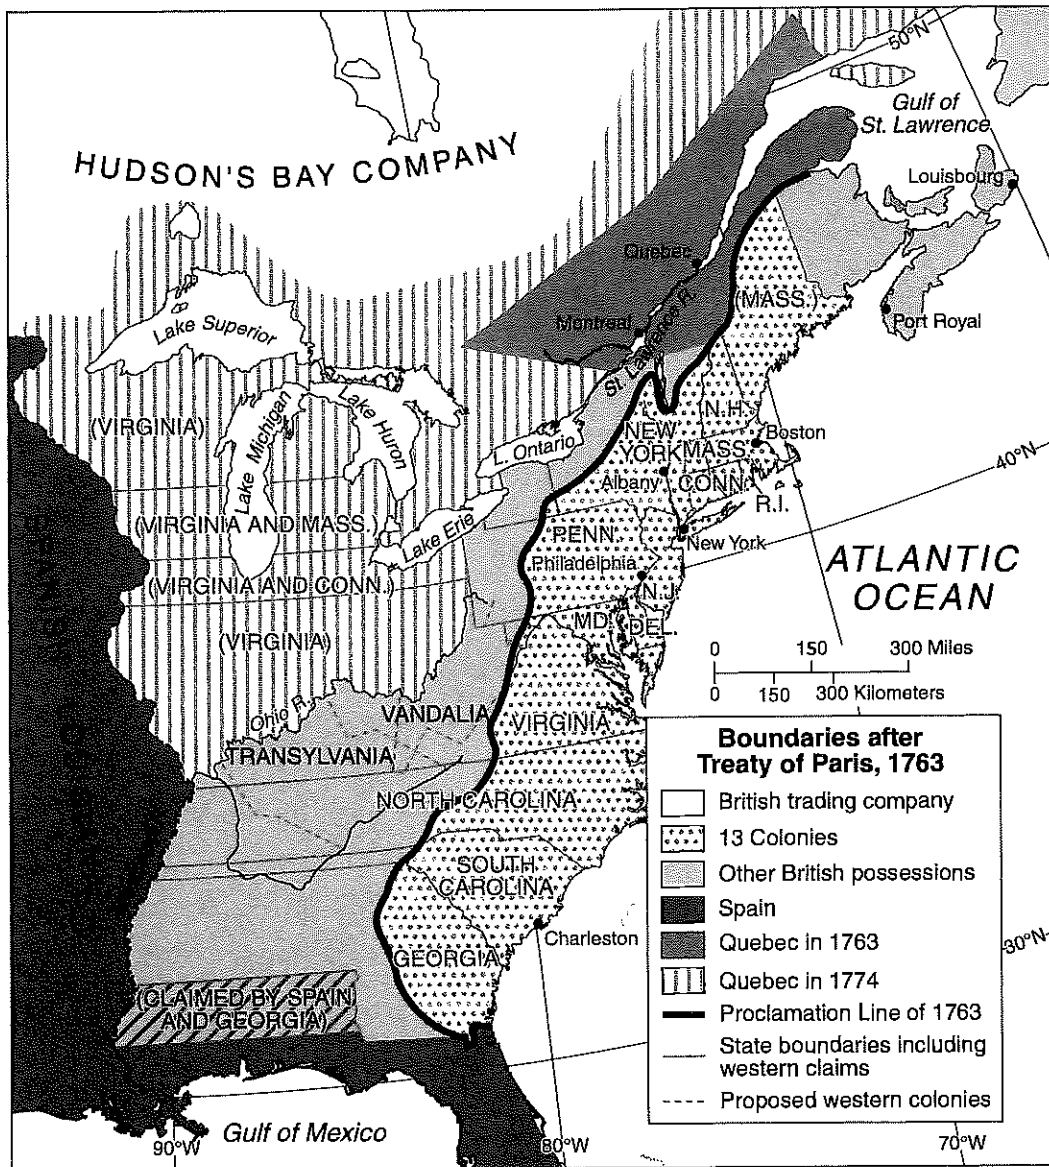 50°N
Gulf of
St. Lawrence
HUDSON'S BAY COMPANY
Louisbourg
Quebec
(MASS.)
Lake Superior
Montreal
St. Lawrence R.
Port Royal
(VIRGINIA)
Lake Michigan
Lake Huron
N.H.
L. Ontario
NEW
YORK
MASS.
Boston
Albany
CONN.
40°N
R.I.
(VIRGINIA AND MASS.)
Lake Erie
PENN.
New York
Philadelphia
ATLANTIC
OCEAN
(VIRGINIA AND CONN.)
N.J.
MD.
DEL.
(VIRGINIA)
0 150 300 Miles
0 150 300 Kilometers
Ohio R.
VANDALIA
VIRGINIA
TRANSYLVANIA
NORTH CAROLINA
SOUTH
CAROLINA
Charleston
GEORGIA
30°N
(CLAIMED BY SPAIN
AND GEORGIA)
Gulf of Mexico
90°W
80°W
70°W
Boundaries after
Treaty of Paris, 1763
British trading company
13 Colonies
Other British possessions
Spain
Quebec in 1763
Quebec in 1774
Proclamation Line of 1763
State boundaries including
western claims
Proposed western colonies